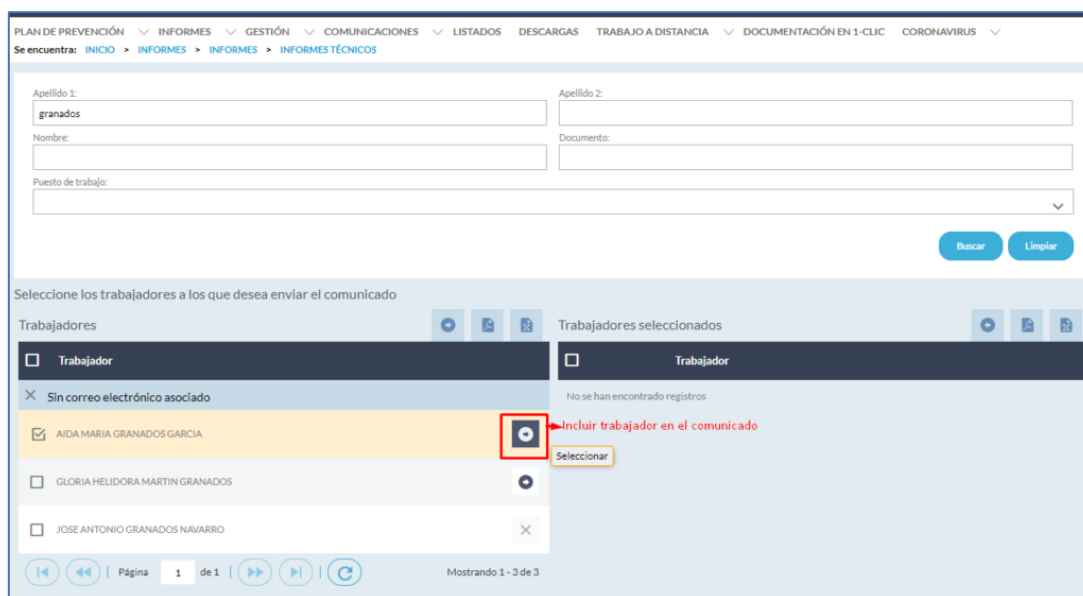 PLAN DE PREVENCIÓN INFORMES GESTIÓN COMUNICACIONES LISTADOS DESCARGAS TRABAJO A DISTANCIA DOCUMENTACIÓN EN 1-CLIC CORONAVIRUS
Se encuentra: INICIO > INFORMES > INFORMES > INFORMES TÉCNICOS
Apellido 1: Apellido 2:
granados
Nombre: Documento:
Puesto de trabajo:
Buscar Limpiar
Seleccione los trabajadores a los que desea enviar el comunicado
Trabajadores Trabajadores seleccionados
Trabajador Trabajador
Sin correo electrónico asociado No se han encontrado registros
AIDA MARIA GRANADOS GARCIA Incluir trabajador en el comunicado
Seleccionar
GLORIA HELIDORA MARTIN GRANADOS
JOSE ANTONIO GRANADOS NAVARRO
Página 1 de 1 Mostrando 1 - 3 de 3